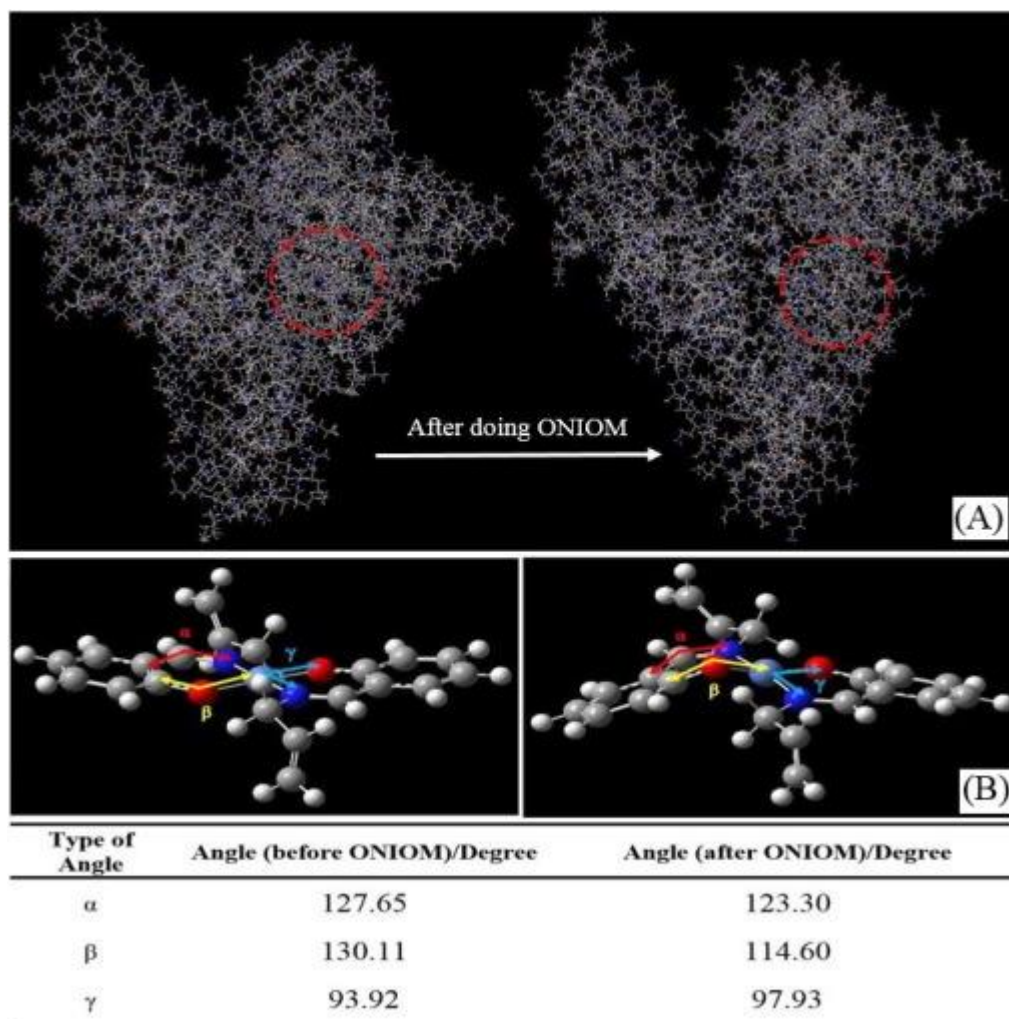 After doing ONIOM
(A)
α
γ
β
α
γ
β
(B)
Type of
Angle
Angle (before ONIOM)/Degree
Angle (after ONIOM)/Degree
α
127.65
123.30
β
130.11
114.60
γ
93.92
97.93